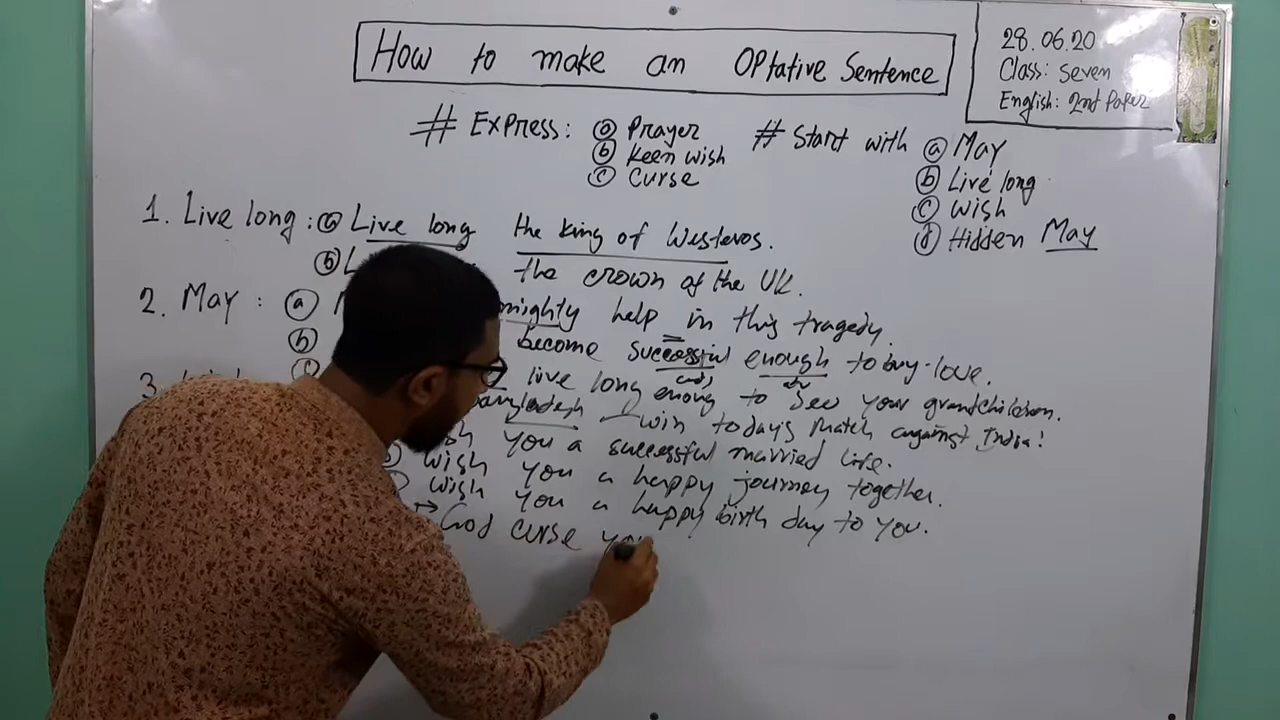 How to make an OPtative Sentence
28.06.20
Class: Seven
English: 2nd Paper
# Express: ⓐ Prayer
ⓑ Keen wish
ⓒ Curse
# Start with ⓐ May
ⓑ Live long
ⓒ Wish
ⓓ Hidden May
1. Live long: ⓐ Live long the King of Westeros.
ⓑ L the crown of the UK.
2. May: ⓐ mighty help in this tragedy.
ⓑ become successful enough to buy love.
ⓒ live long enough to see your grandchildren.
Bangladesh win today's match against India!
3. you a successful married life.
wish you a happy journey together.
wish you a happy birth day to you.
→ God curse you